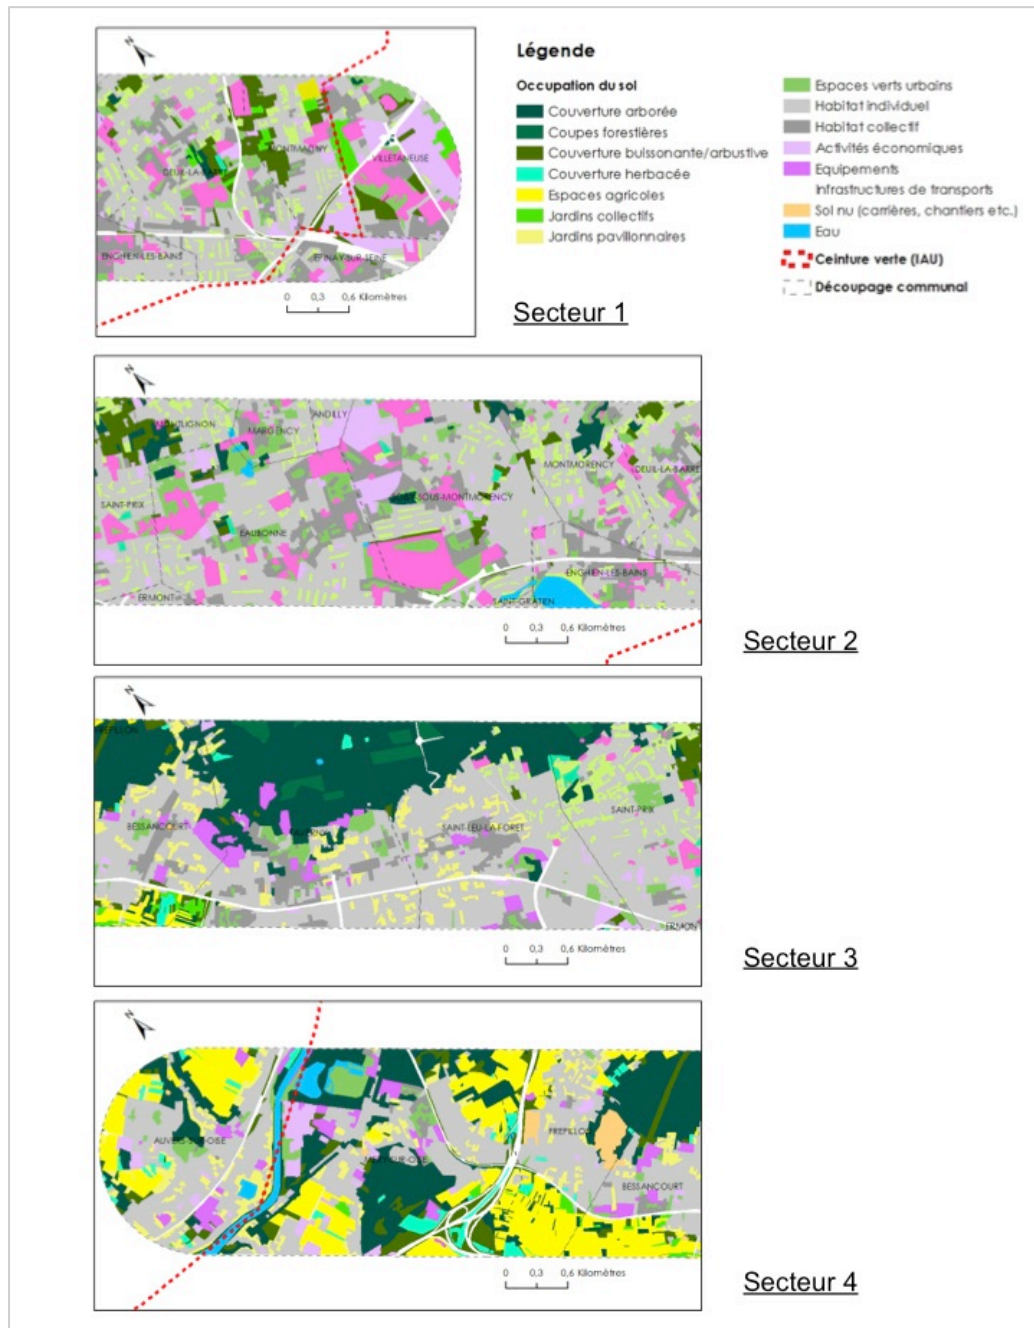 N
MONTMAGNY
VILLETANEUSE
DEUIL-LA-BARRE
ENGHIEN-LES-BAINS
EPINAY-SUR-SEINE
0 0,3 0,6 Kilomètres
Secteur 1
Légende
Occupation du sol
Couverture arborée
Coupes forestières
Couverture buissonante/arbustive
Couverture herbacée
Espaces agricoles
Jardins collectifs
Jardins pavillonnaires
Espaces verts urbains
Habitat individuel
Habitat collectif
Activités économiques
Equipements
Infrastructures de transports
Sol nu (carrières, chantiers etc.)
Eau
Ceinture verte (IAU)
Découpage communal
N
ANDILLY
MONTLIGNON
MARGENCY
MONTMORENCY
DEUIL-LA-BARRE
SAINT-PRIX
SOUS-MONTMORENCY
EAUBONNE
ENGHIEN-LES-BAINS
ERMONT
SAINT-GRATIEN
0 0,3 0,6 Kilomètres
Secteur 2
N
FREPILLON
SAINT-PRIX
BESSANCOURT
SAINT-LEU-LA-FORET
TAVERNY
ERMONT
0 0,3 0,6 Kilomètres
Secteur 3
N
AUVERS-SUR-OISE
FREPILLON
MERY-SUR-OISE
BESSANCOURT
0 0,3 0,6 Kilomètres
Secteur 4